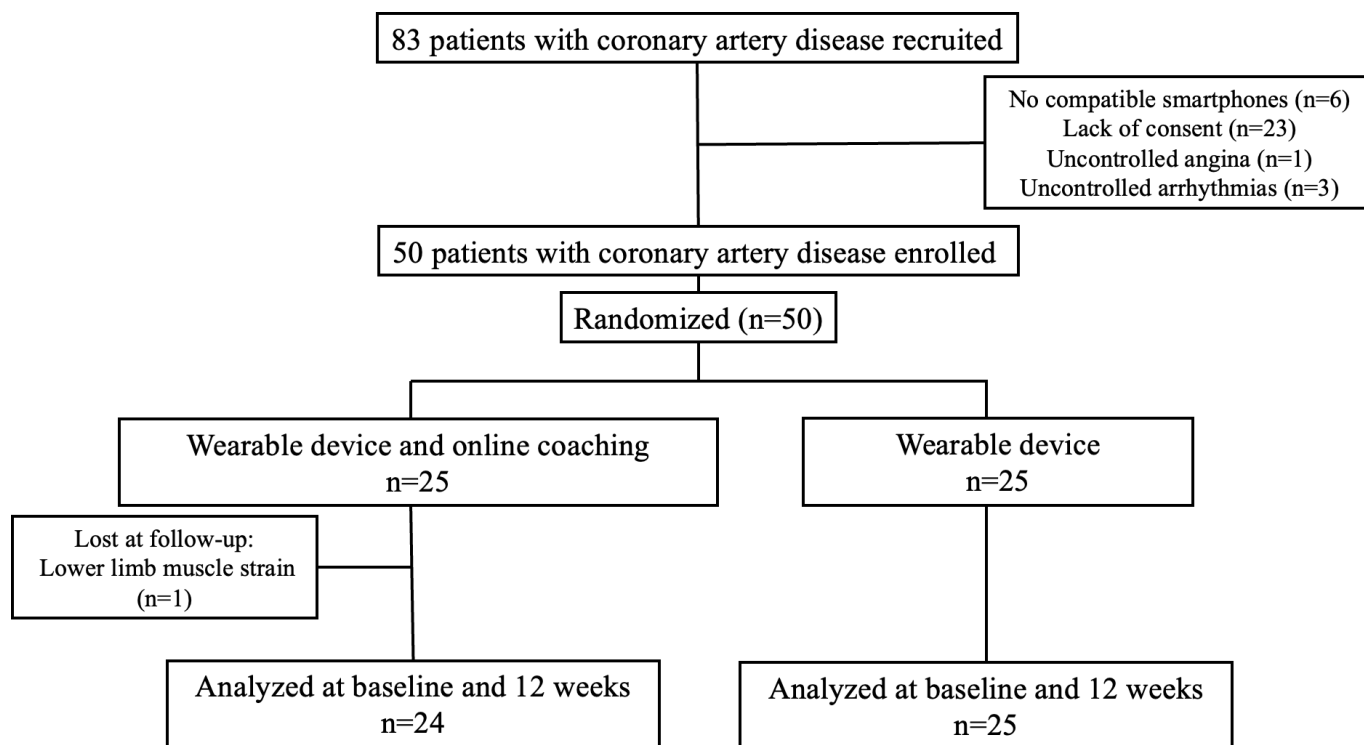 83 patients with coronary artery disease recruited
No compatible smartphones (n=6)
Lack of consent (n=23)
Uncontrolled angina (n=1)
Uncontrolled arrhythmias (n=3)
50 patients with coronary artery disease enrolled
Randomized (n=50)
Wearable device and online coaching
n=25
Wearable device
n=25
Lost at follow-up:
Lower limb muscle strain
(n=1)
Analyzed at baseline and 12 weeks
n=24
Analyzed at baseline and 12 weeks
n=25